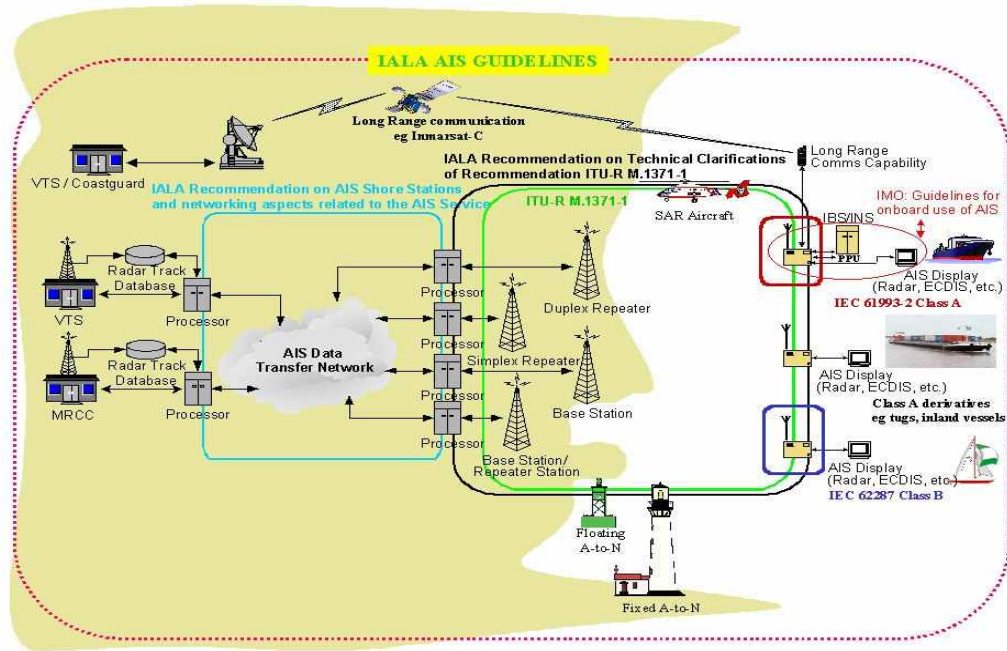 IALA AIS GUIDELINES
Long Range communication
eg Inmarsat-C
VTS / Coastguard
IALA Recommendation on AIS Shore Stations
and networking aspects related to the AIS Service
IALA Recommendation on Technical Clarifications
of Recommendation ITU-R M.1371-1
ITU-R M.1371-1
SAR Aircraft
Long Range
Comms Capability
IMO: Guidelines for
onboard use of AIS
IBS/INS
PPU
AIS Display
(Radar, ECDIS, etc.)
IEC 61993-2 Class A
Radar Track
Database
VTS
Processor
Radar Track
Database
MRCC
Processor
AIS Data
Transfer Network
Processor
Processor
Processor
Processor
Duplex Repeater
Simplex Repeater
Base Station
Base Station/
Repeater Station
AIS Display
(Radar, ECDIS, etc.)
Class A derivatives
eg tugs, inland vessels
AIS Display
(Radar, ECDIS, etc.)
IEC 62287 Class B
Floating
A-to-N
Fixed A-to-N